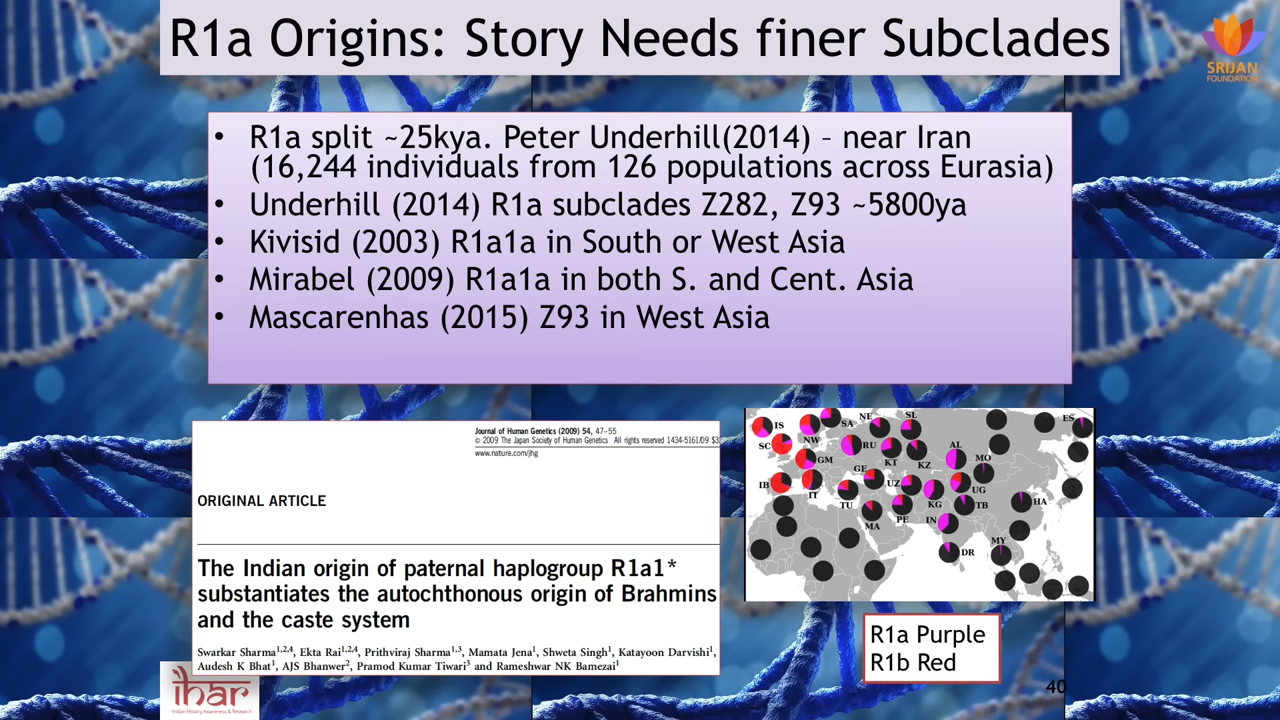 R1a Origins: Story Needs finer Subclades
SRIJAN
FOUNDATION
• R1a split ~25kya. Peter Underhill(2014) – near Iran
(16,244 individuals from 126 populations across Eurasia)
• Underhill (2014) R1a subclades Z282, Z93 ~5800ya
• Kivisid (2003) R1a1a in South or West Asia
• Mirabel (2009) R1a1a in both S. and Cent. Asia
• Mascarenhas (2015) Z93 in West Asia
Journal of Human Genetics (2009) 54, 47–55
© 2009 The Japan Society of Human Genetics All rights reserved 1434-5161/09 $3
www.nature.com/jhg
ORIGINAL ARTICLE
The Indian origin of paternal haplogroup R1a1*
substantiates the autochthonous origin of Brahmins
and the caste system
Swarkar Sharma1,2,4, Ekta Rai1,2,4, Prithviraj Sharma1,3, Mamata Jena1, Shweta Singh1, Katayoon Darvishi1,
Audesh K Bhat1, AJS Bhanwer2, Pramod Kumar Tiwari3 and Rameshwar NK Bamezai1
IS SA NE SL ES
SC NW RU AL
GM KT KZ MO
GE
IB IT UZ UG
TU KG TB HA
MA PE IN
DR MY
R1a Purple
R1b Red
ihar
Indian History Awareness & Research
40